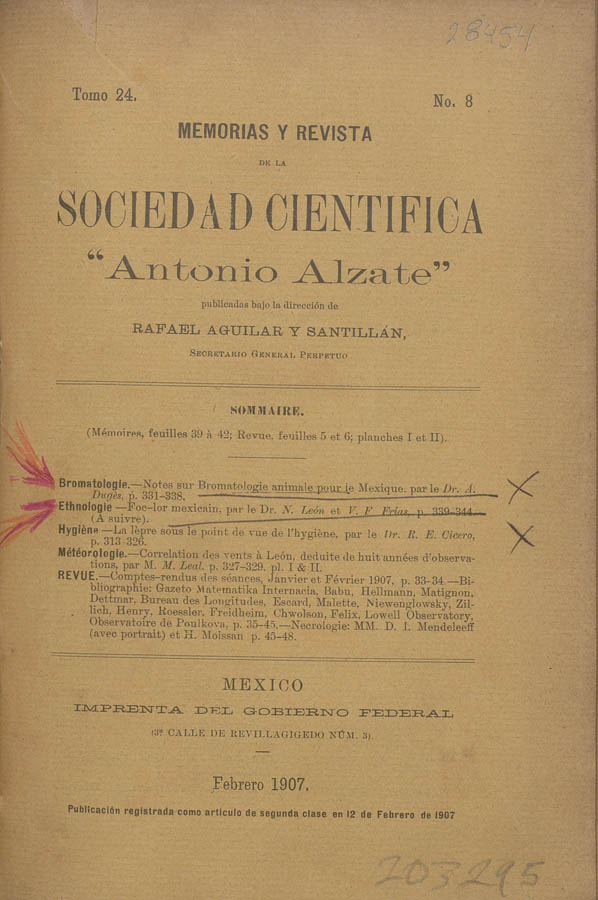 28454
Tomo 24.
No. 8
MEMORIAS Y REVISTA
DE LA
SOCIEDAD CIENTIFICA
“Antonio Alzate”
publicadas bajo la dirección de
RAFAEL AGUILAR Y SANTILLÁN,
SECRETARIO GENERAL PERPETUO
SOMMAIRE.
(Mémoires, feuilles 39 à 42; Revue, feuilles 5 et 6; planches I et II).
Bromatologie.—Notes sur Bromatologie animale pour le Mexique, par le Dr. A.
Dugès, p. 331-338.
Ethnologie—Foc-lor mexicain, par le Dr. N. León et V. F. Frías, p. 339-344.
(A suivre).
Hygiène—La lèpre sous le point de vue de l'hygiène, par le Dr. R. E. Cicero,
p. 313-326.
Météorologie.—Correlation des vents à León, deduite de huit années d'observa-
tions, par M. M. Leal. p. 327-329. pl. I & II.
REVUE.—Comptes-rendus des séances, Janvier et Février 1907, p. 33-34.—Bi-
bliographie: Gazeto Matematika Internacia, Babu, Hellmann, Matignon,
Dettmar, Bureau des Longitudes, Escard, Malette, Niewenglowsky, Zil-
lich, Henry, Roessler, Freidheim, Chwolson, Felix, Lowell Observatory,
Observatoire de Poulkova, p. 35-45.—Necrologie: MM. D. I. Mendeleeff
(avec portrait) et H. Moissan p. 45-48.
MEXICO
IMPRENTA DEL GOBIERNO FEDERAL
(3ª CALLE DE REVILLAGIGEDO NÚM. 3).
Febrero 1907.
Publicación registrada como artículo de segunda clase en 12 de Febrero de 1907
203295